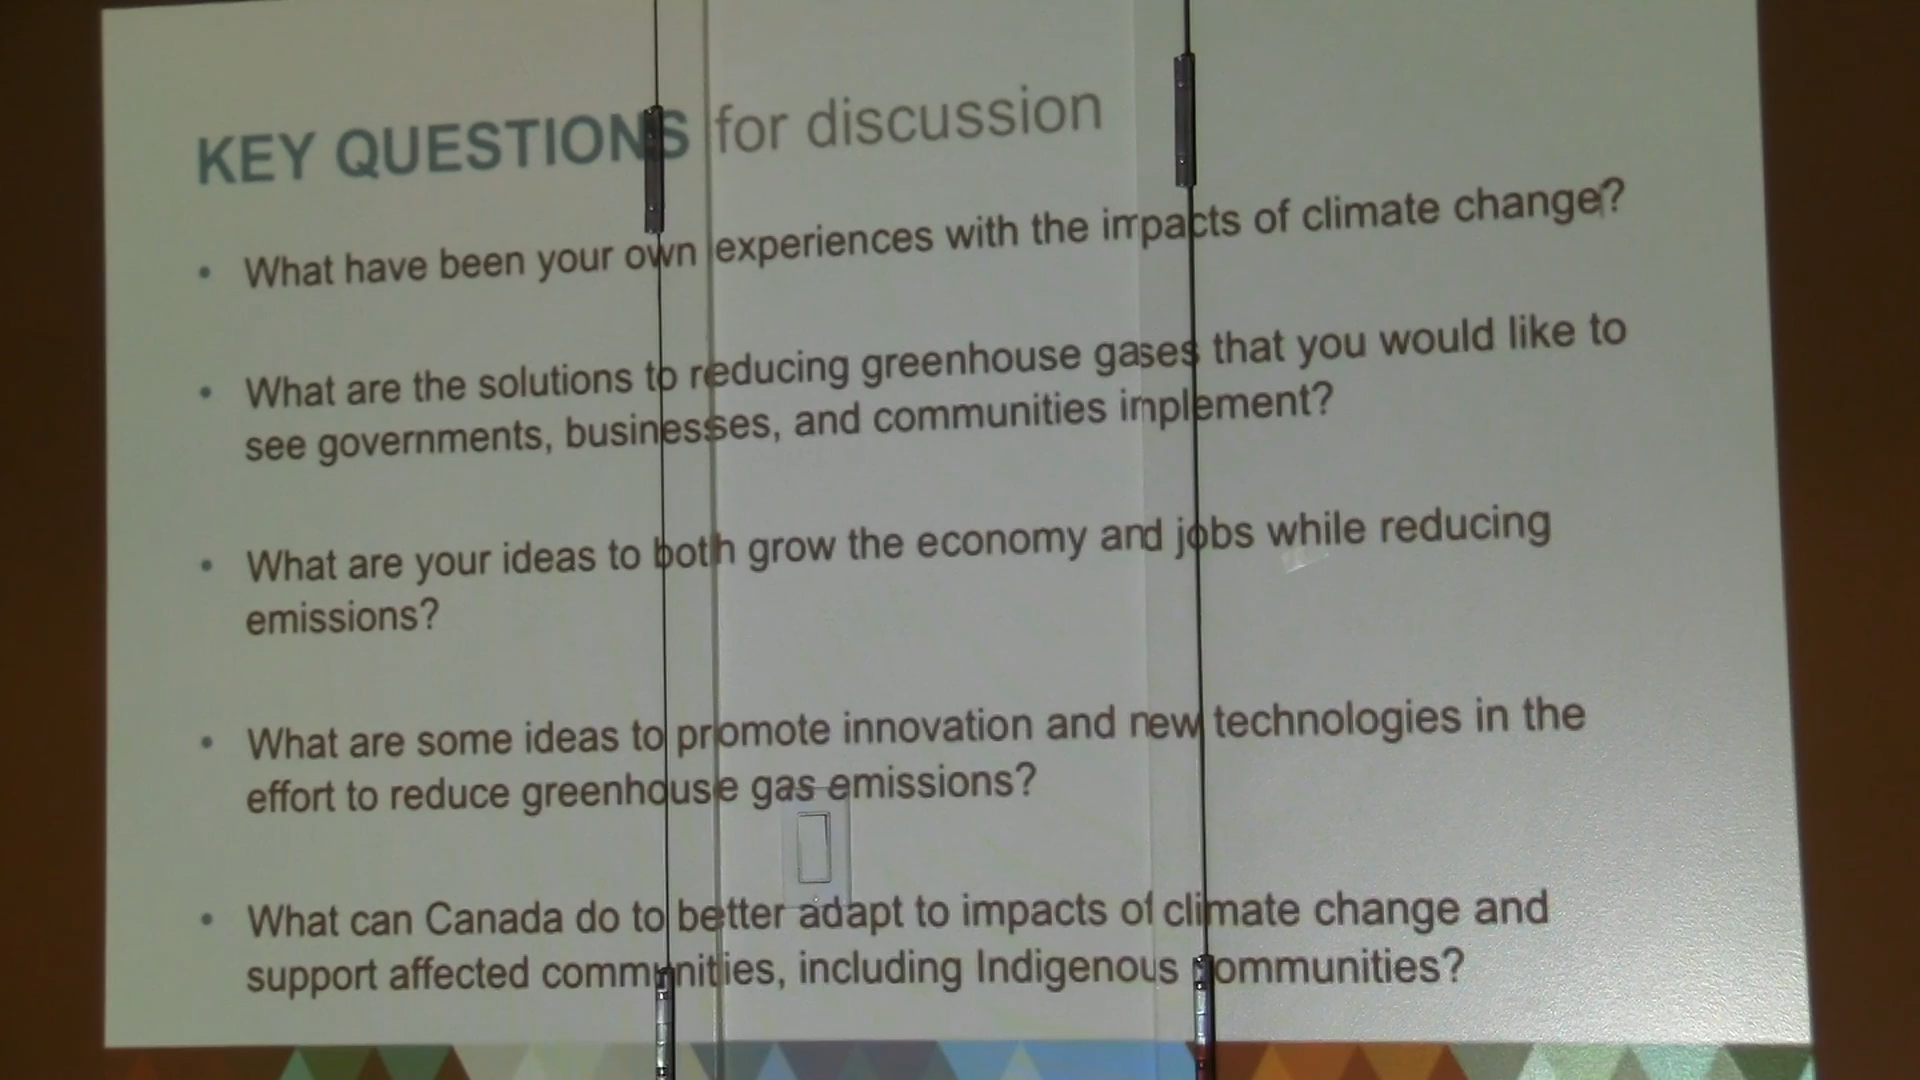 KEY QUESTIONS for discussion
• What have been your own experiences with the impacts of climate change?
• What are the solutions to reducing greenhouse gases that you would like to
see governments, businesses, and communities implement?
• What are your ideas to both grow the economy and jobs while reducing
emissions?
• What are some ideas to promote innovation and new technologies in the
effort to reduce greenhouse gas emissions?
• What can Canada do to better adapt to impacts of climate change and
support affected communities, including Indigenous communities?